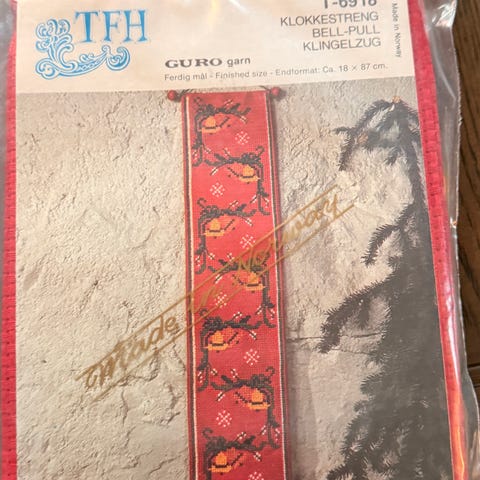 TFH
T-6918
KLOKKESTRENG
BELL-PULL
KLINGELZUG
Made in Norway
GURO garn
Ferdig mål - Finished size - Endformat: Ca. 18 × 87 cm.
made in Norway